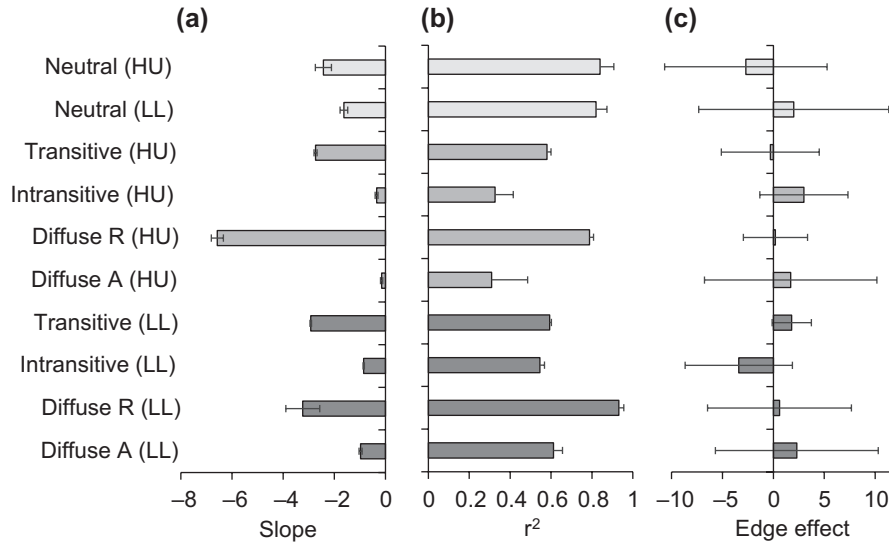 (a) (b) (c)
Neutral (HU)
Neutral (LL)
Transitive (HU)
Intransitive (HU)
Diffuse R (HU)
Diffuse A (HU)
Transitive (LL)
Intransitive (LL)
Diffuse R (LL)
Diffuse A (LL)
−8 −6 −4 −2 0 0 0.2 0.4 0.6 0.8 1 −10 −5 0 5 10
Slope r² Edge effect